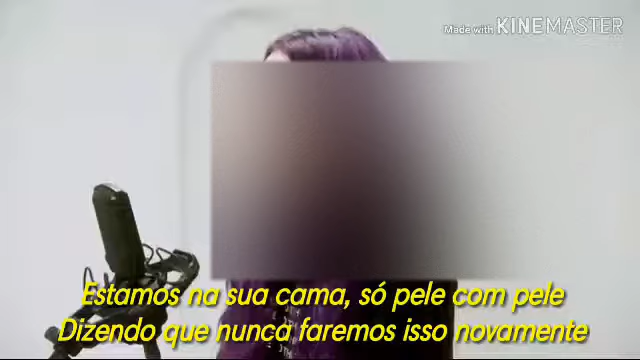 Made with KINEMASTER
Estamos na sua cama, só pele com pele
Dizendo que nunca faremos isso novamente